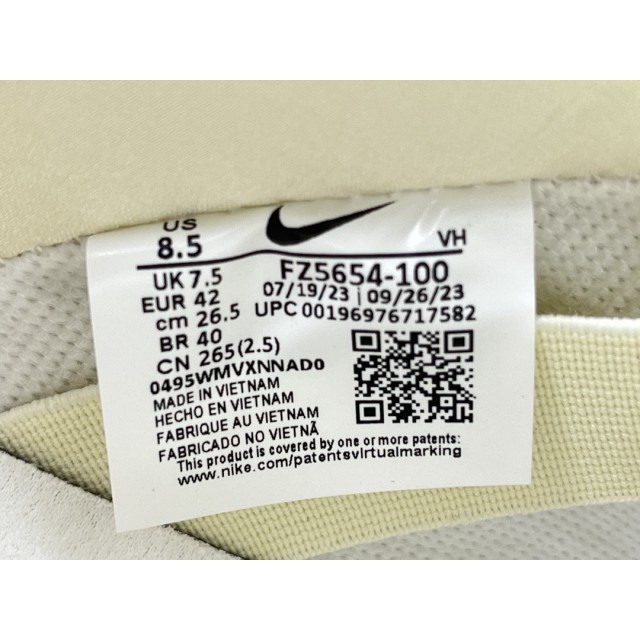 US
8.5
VH
UK 7.5
EUR 42
cm 26.5
BR 40
CN 265(2.5)
FZ5654-100
07/19/23 | 09/26/23
UPC 00196976717582
0495WMVXNNAD0
MADE IN VIETNAM
HECHO EN VIETNAM
FABRIQUE AU VIETNAM
FABRICADO NO VIETNÃ
This product is covered by one or more patents:
www.nike.com/patentsvirtualmarking